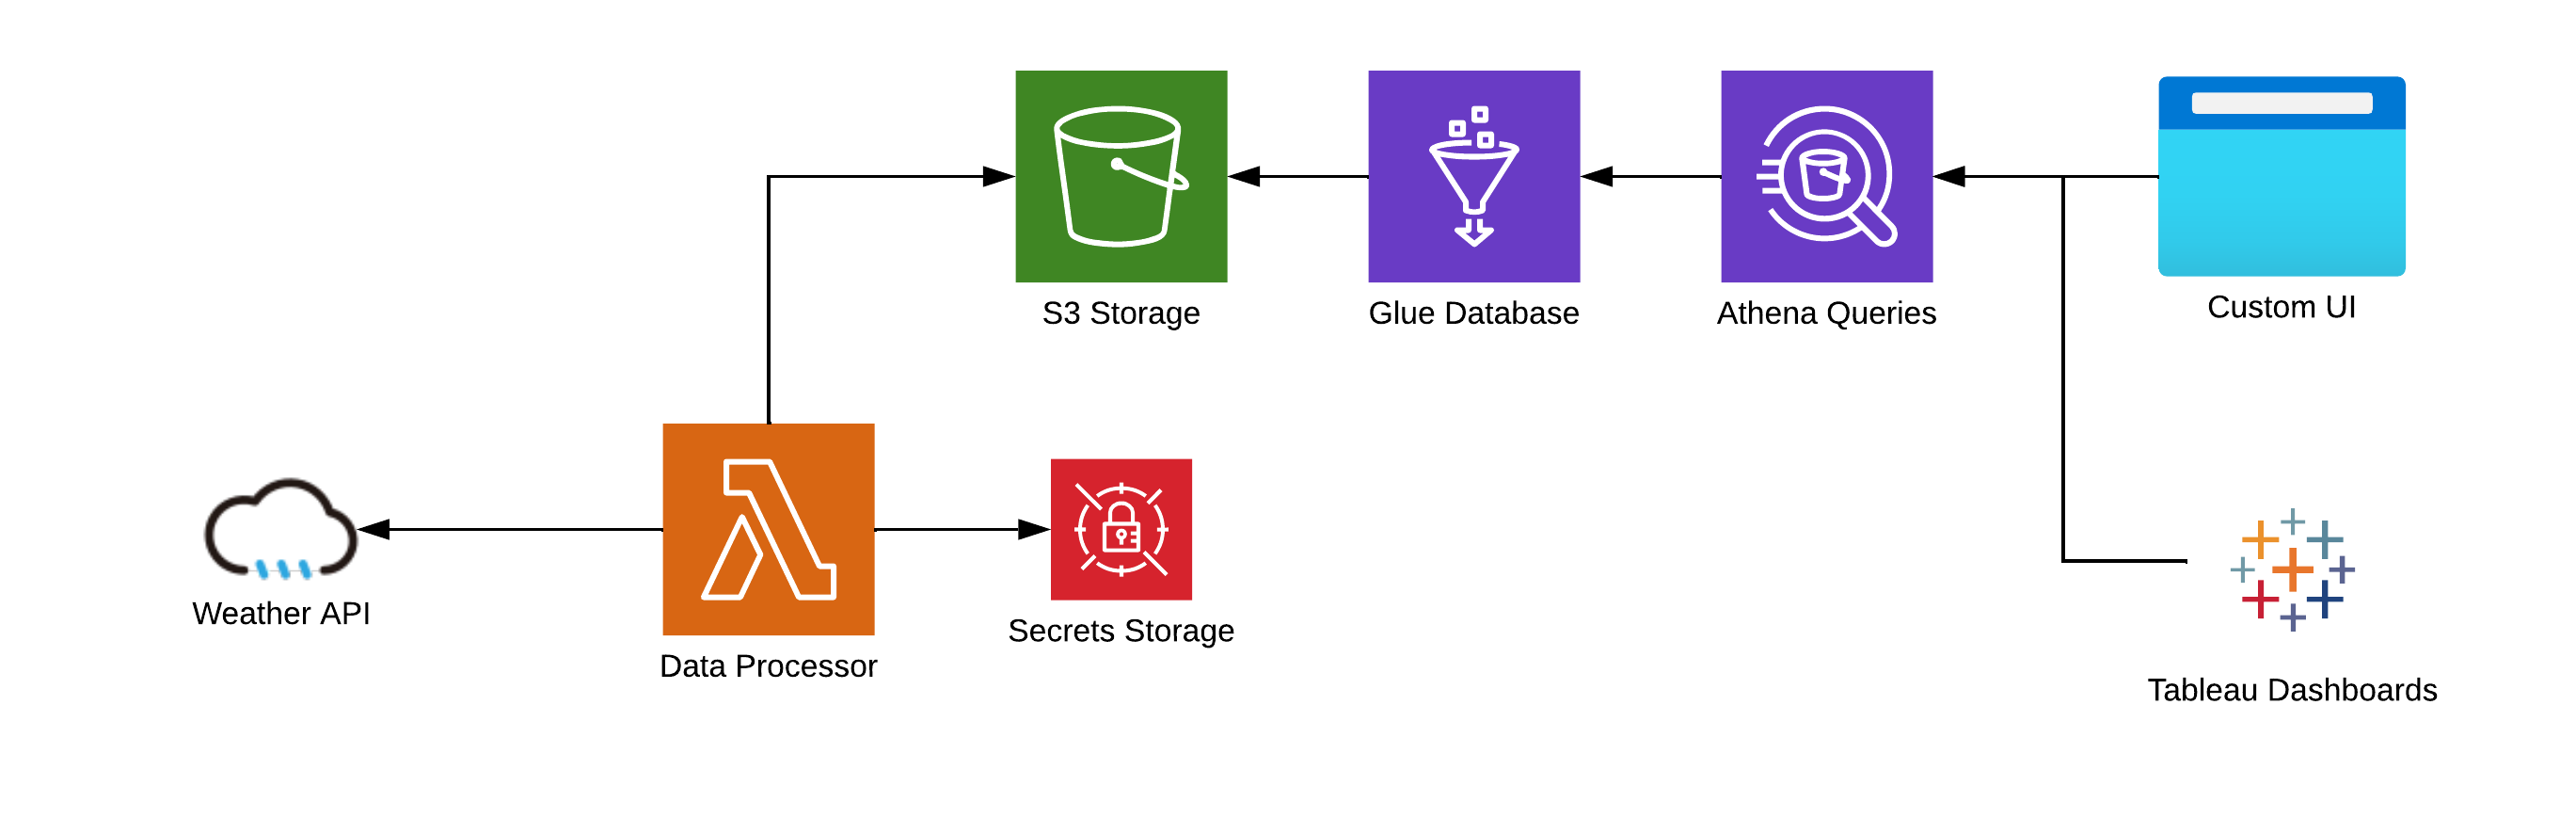 S3 Storage
Glue Database
Athena Queries
Custom UI
Weather API
Data Processor
Secrets Storage
Tableau Dashboards